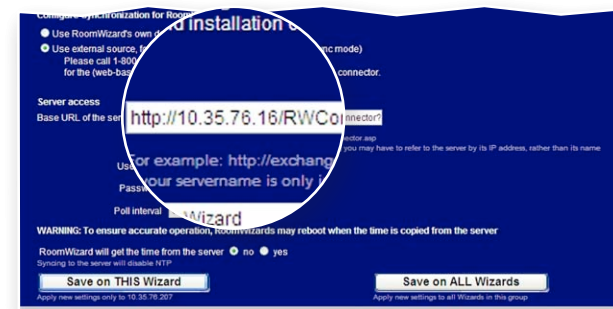 Configure Synchronization for Room
d installation
Use RoomWizard's own d
Use external source, fo nc mode)
Please call 1-800 connector.
for the (web-bas
Server access
Base URL of the ser http://10.35.76.16/RWCon nnector?
ector.asp
For example: http://exchang you may have to refer to the server by its IP address, rather than its name
Use your servername is only i
Passw
Poll interval Wizard
WARNING: To ensure accurate operation, RoomWizards may reboot when the time is copied from the server
RoomWizard will get the time from the server no yes
Syncing to the server will disable NTP
Save on THIS Wizard Save on ALL Wizards
Apply new settings only to 10.35.76.207 Apply new settings to all Wizards in this group